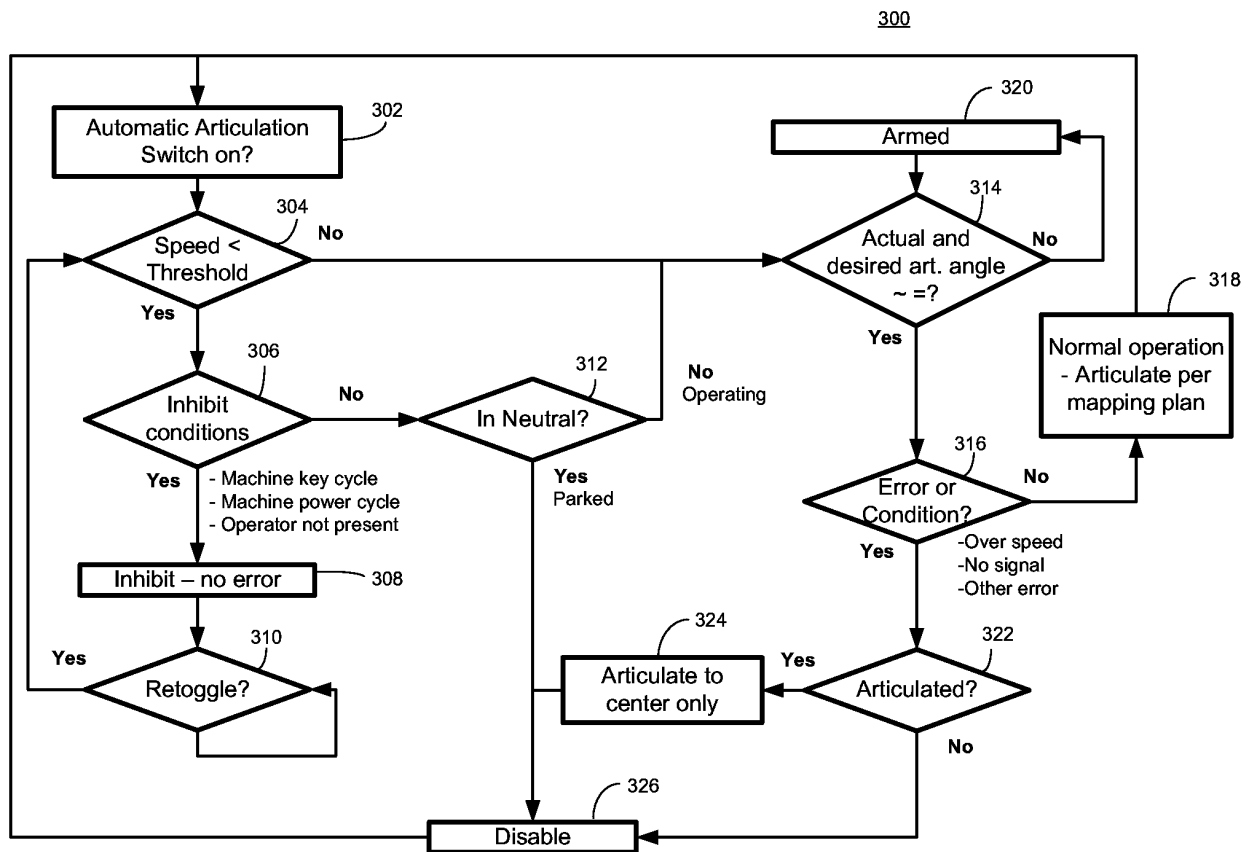 300
302
Automatic Articulation
Switch on?
304
Speed <
Threshold
No
Yes
306
Inhibit
conditions
No
Yes
- Machine key cycle
- Machine power cycle
- Operator not present
Inhibit – no error
308
310
Yes
Retoggle?
312
In Neutral?
No
Operating
Yes
Parked
320
Armed
314
Actual and
desired art. angle
~ =?
No
Yes
318
Normal operation
- Articulate per
mapping plan
316
Error or
Condition?
No
Yes
-Over speed
-No signal
-Other error
322
Articulated?
Yes
No
324
Articulate to
center only
326
Disable